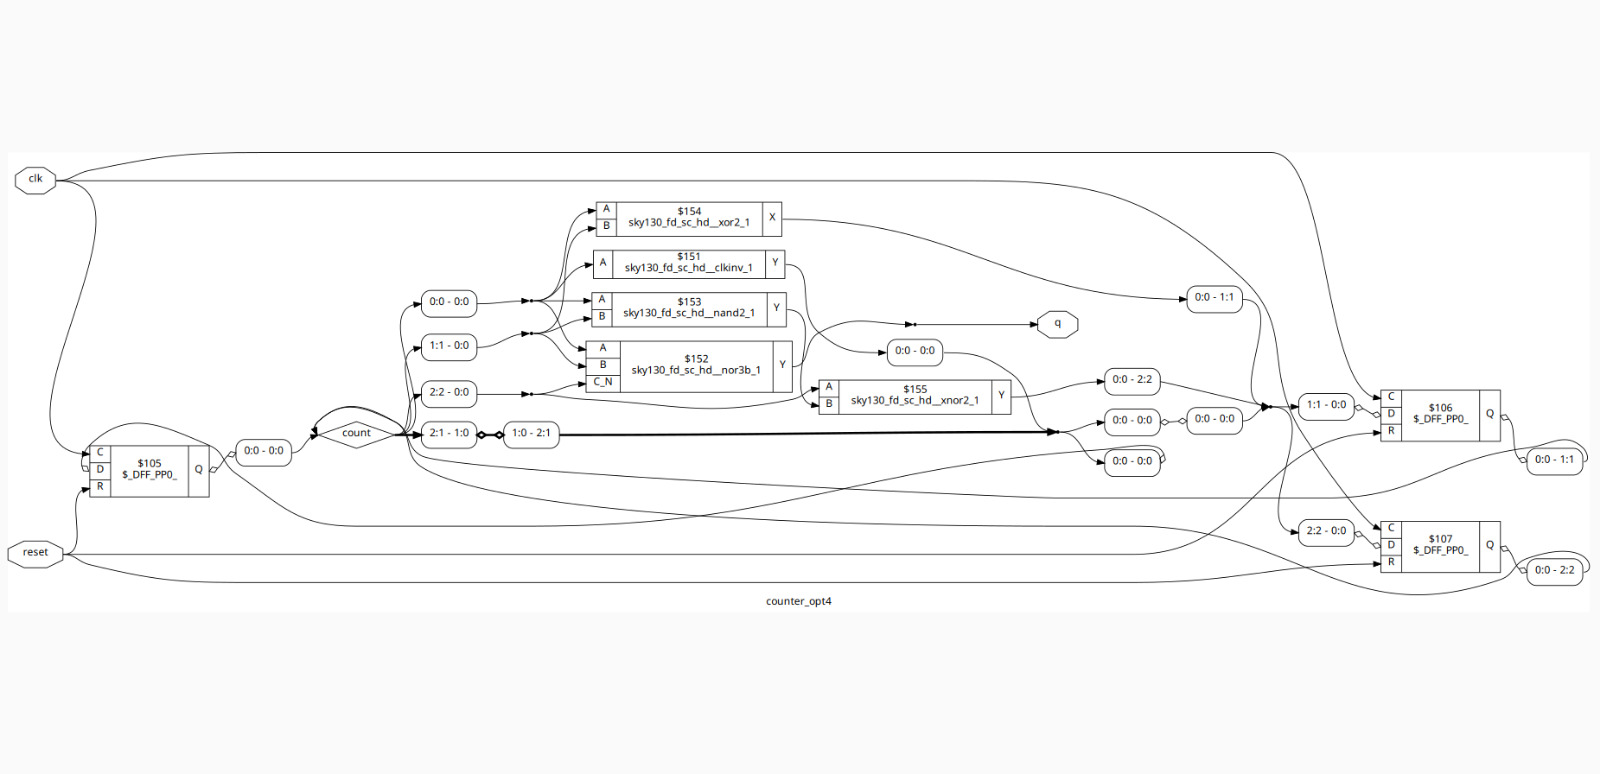 clk
$154
A
B
sky130_fd_sc_hd__xor2_1
X
$151
A
sky130_fd_sc_hd__clkinv_1
Y
0:0 - 0:0
0:0 - 1:1
$153
A
B
sky130_fd_sc_hd__nand2_1
Y
q
1:1 - 0:0
$152
A
B
C_N
sky130_fd_sc_hd__nor3b_1
Y
0:0 - 0:0
2:2 - 0:0
$155
A
B
sky130_fd_sc_hd__xnor2_1
Y
0:0 - 2:2
0:0 - 0:0
0:0 - 0:0
1:1 - 0:0
$106
C
D
R
$_DFF_PP0_
Q
count
2:1 - 1:0
1:0 - 2:1
0:0 - 0:0
$105
C
D
R
$_DFF_PP0_
Q
0:0 - 0:0
0:0 - 1:1
reset
2:2 - 0:0
$107
C
D
R
$_DFF_PP0_
Q
0:0 - 2:2
counter_opt4